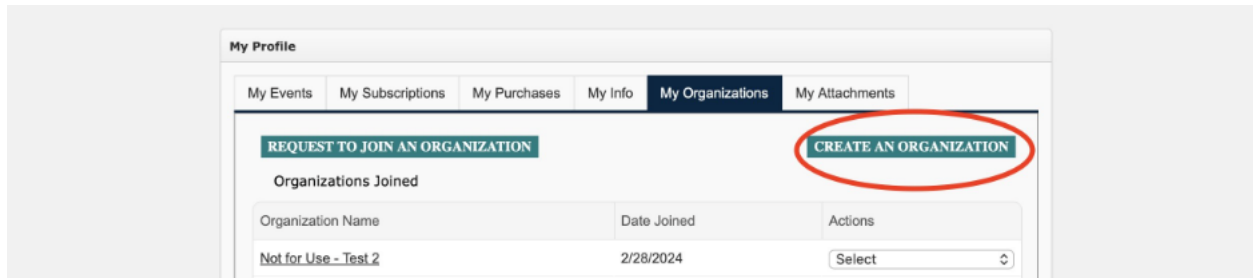 My Profile
My Events My Subscriptions My Purchases My Info My Organizations My Attachments
REQUEST TO JOIN AN ORGANIZATION CREATE AN ORGANIZATION
Organizations Joined
Organization Name Date Joined Actions
Not for Use - Test 2 2/28/2024 Select